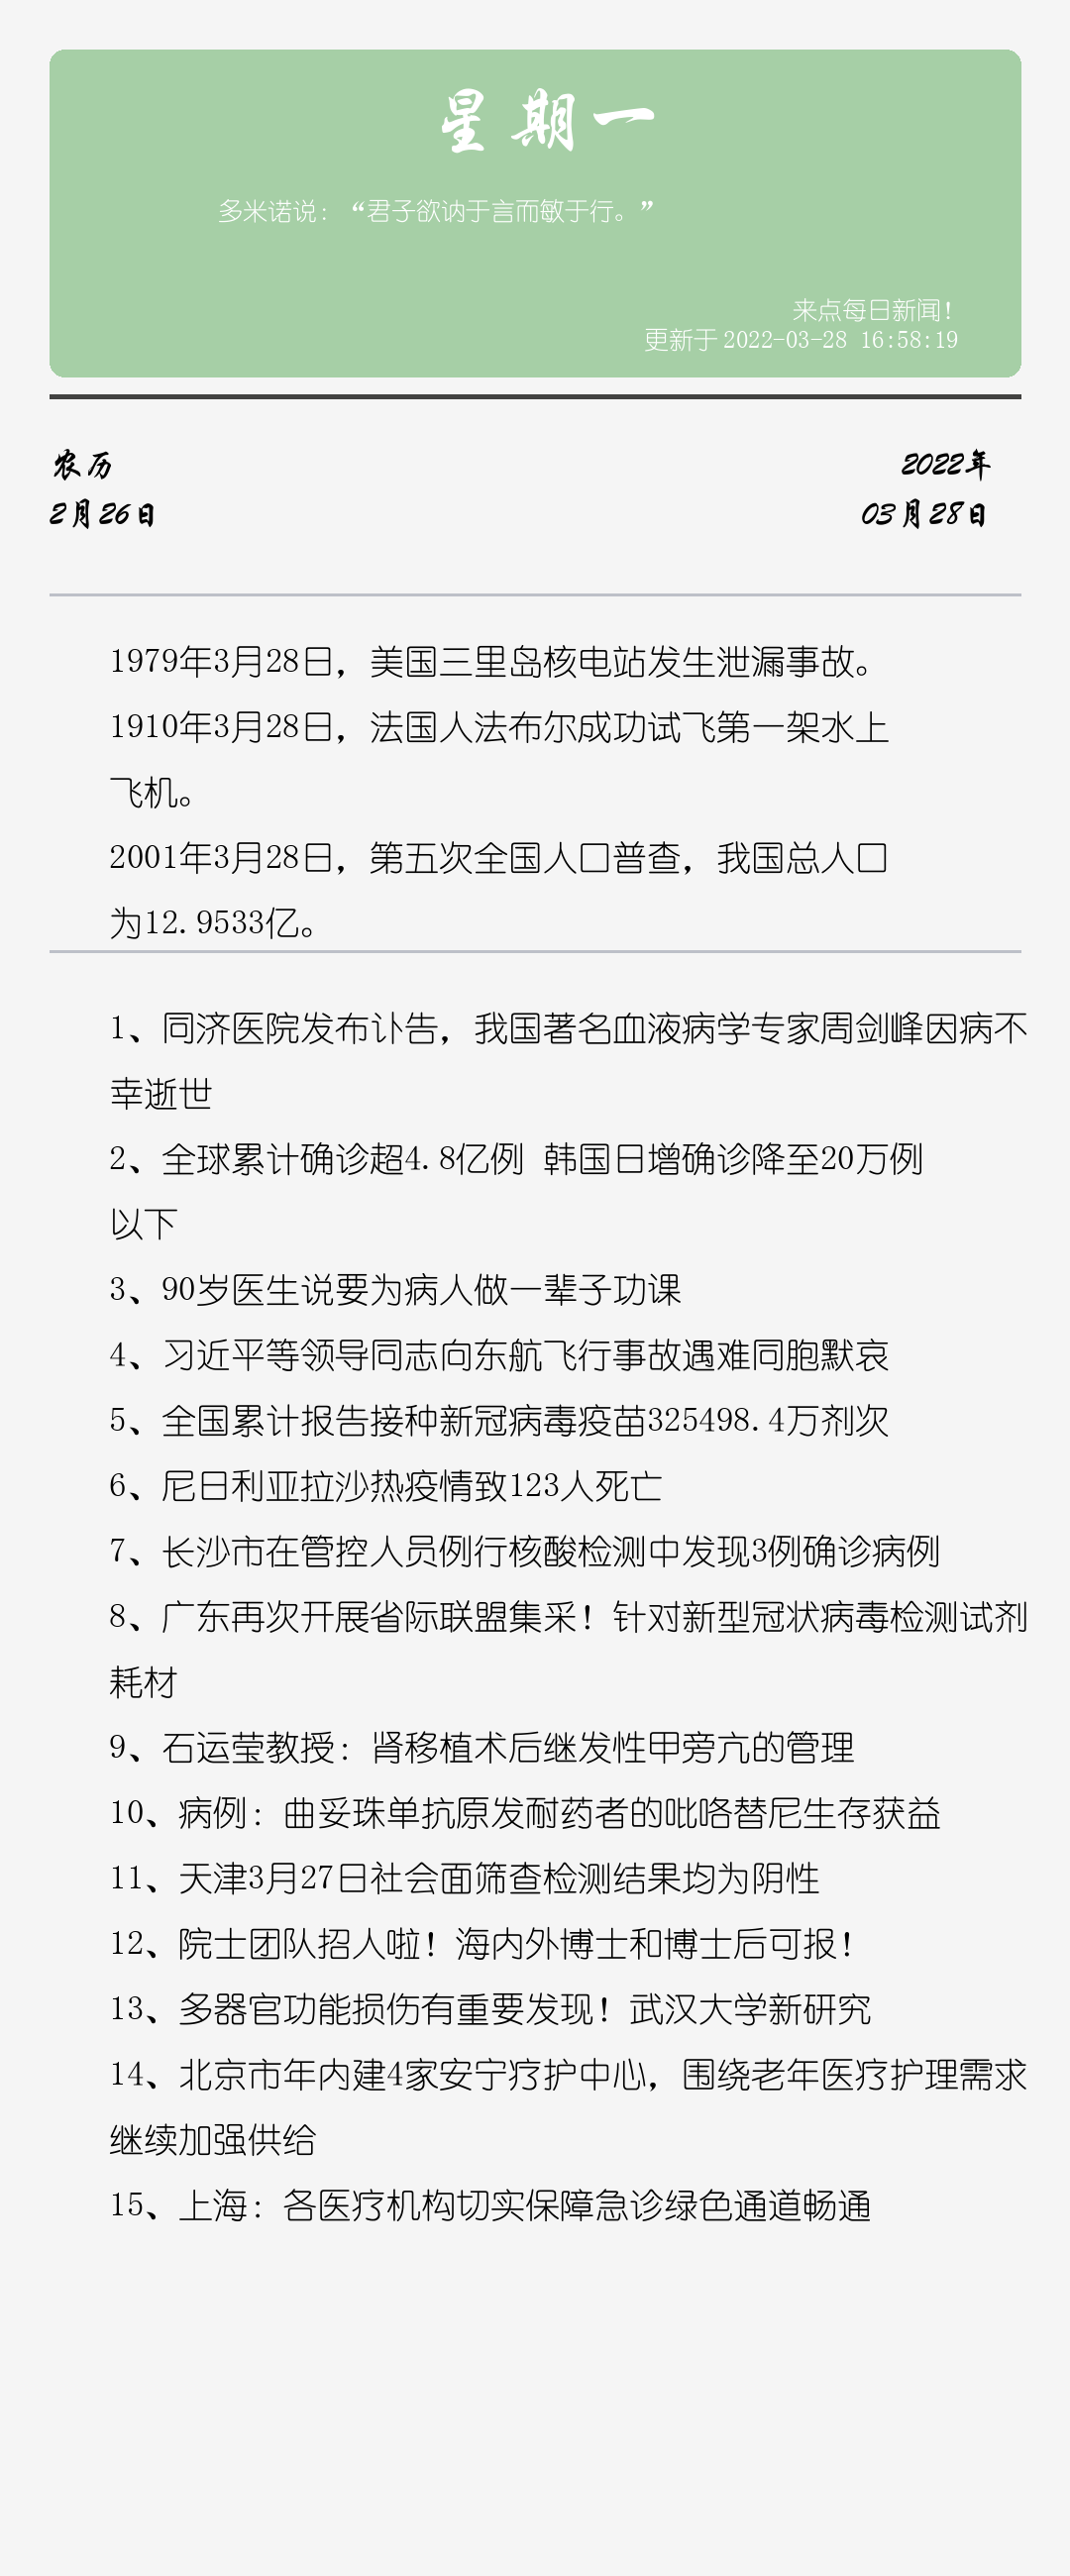 星期一
多米诺说：“君子欲讷于言而敏于行。”
来点每日新闻！
更新于 2022-03-28 16:58:19
农历
2月26日
2022年
03月28日
1979年3月28日，美国三里岛核电站发生泄漏事故。
1910年3月28日，法国人法布尔成功试飞第一架水上
飞机。
2001年3月28日，第五次全国人口普查，我国总人口
为12.9533亿。
1、同济医院发布讣告，我国著名血液病学专家周剑峰因病不
幸逝世
2、全球累计确诊超4.8亿例 韩国日增确诊降至20万例
以下
3、90岁医生说要为病人做一辈子功课
4、习近平等领导同志向东航飞行事故遇难同胞默哀
5、全国累计报告接种新冠病毒疫苗325498.4万剂次
6、尼日利亚拉沙热疫情致123人死亡
7、长沙市在管控人员例行核酸检测中发现3例确诊病例
8、广东再次开展省际联盟集采！针对新型冠状病毒检测试剂
耗材
9、石运莹教授：肾移植术后继发性甲旁亢的管理
10、病例：曲妥珠单抗原发耐药者的吡咯替尼生存获益
11、天津3月27日社会面筛查检测结果均为阴性
12、院士团队招人啦！海内外博士和博士后可报！
13、多器官功能损伤有重要发现！武汉大学新研究
14、北京市年内建4家安宁疗护中心，围绕老年医疗护理需求
继续加强供给
15、上海：各医疗机构切实保障急诊绿色通道畅通